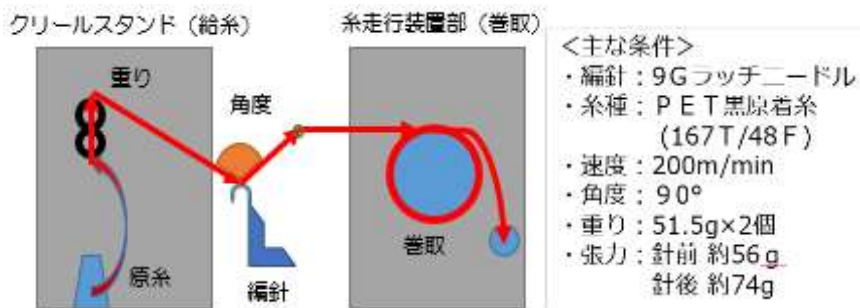 クリールスタンド（給糸）
糸走行装置部（巻取）
重り
角度
原糸
編針
巻取
＜主な条件＞
・編針：9Gラッチニードル
・糸種：ＰＥＴ黒原着糸
(167T/48Ｆ)
・速度：200m/min
・角度：９0°
・重り：51.5g×2個
・張力：針前 約56ｇ
針後 約74g